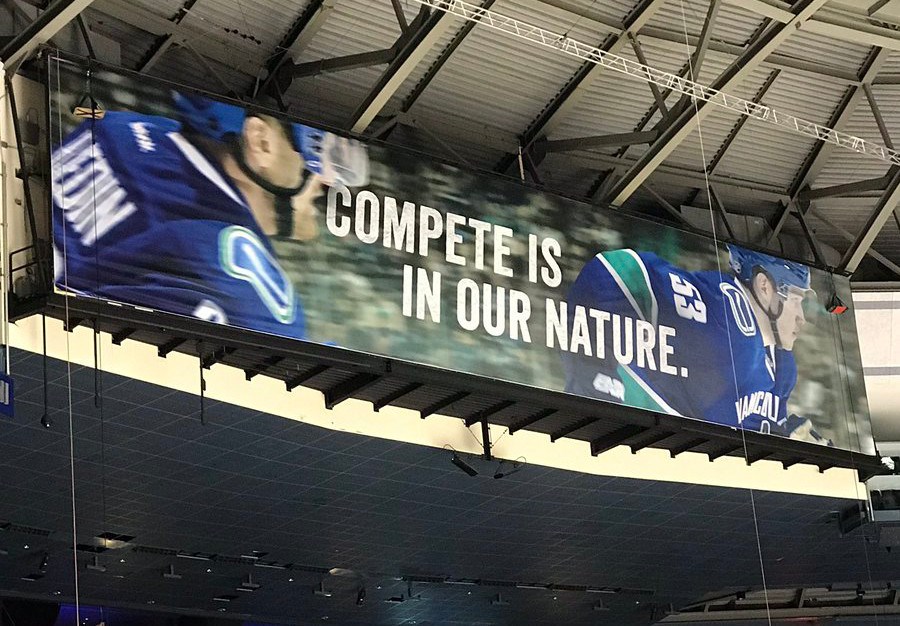 COMPETE IS
IN OUR NATURE.
53